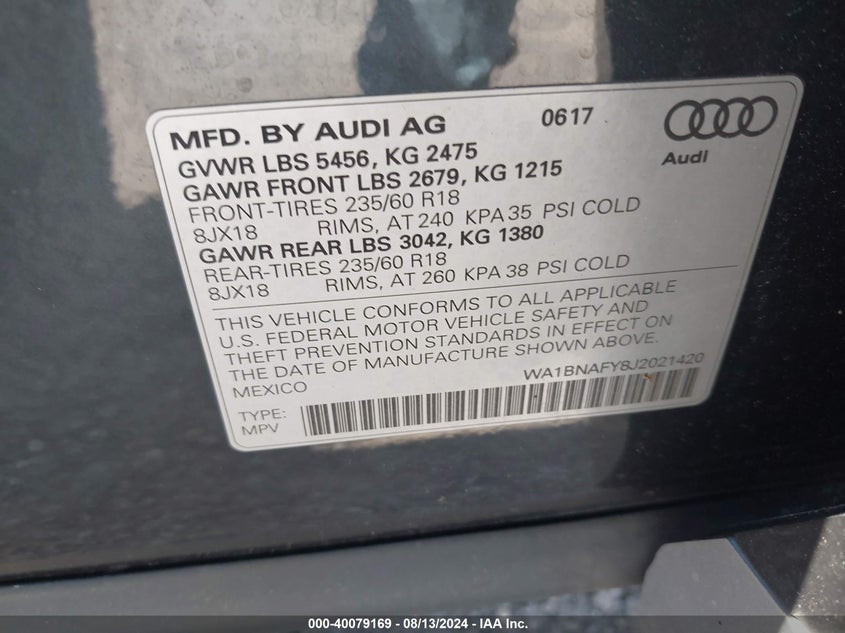 MFD. BY AUDI AG 0617
Audi
GVWR LBS 5456, KG 2475
GAWR FRONT LBS 2679, KG 1215
FRONT-TIRES 235/60 R18
8JX18 RIMS, AT 240 KPA 35 PSI COLD
GAWR REAR LBS 3042, KG 1380
REAR-TIRES 235/60 R18
8JX18 RIMS, AT 260 KPA 38 PSI COLD
THIS VEHICLE CONFORMS TO ALL APPLICABLE
U.S. FEDERAL MOTOR VEHICLE SAFETY AND
THEFT PREVENTION STANDARDS IN EFFECT ON
THE DATE OF MANUFACTURE SHOWN ABOVE.
MEXICO WA1BNAFY8J2021420
TYPE:
MPV
000-40079169 - 08/13/2024 - IAA Inc.